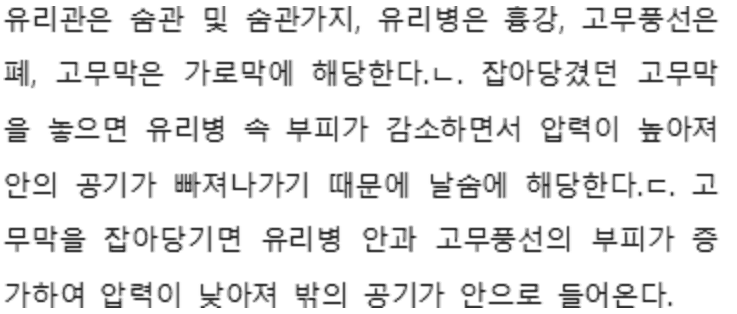 유리관은 숨관 및 숨관가지, 유리병은 흉강, 고무풍선은
폐, 고무막은 가로막에 해당한다.ㄴ. 잡아당겼던 고무막
을 놓으면 유리병 속 부피가 감소하면서 압력이 높아져
안의 공기가 빠져나가기 때문에 날숨에 해당한다.ㄷ. 고
무막을 잡아당기면 유리병 안과 고무풍선의 부피가 증
가하여 압력이 낮아져 밖의 공기가 안으로 들어온다.